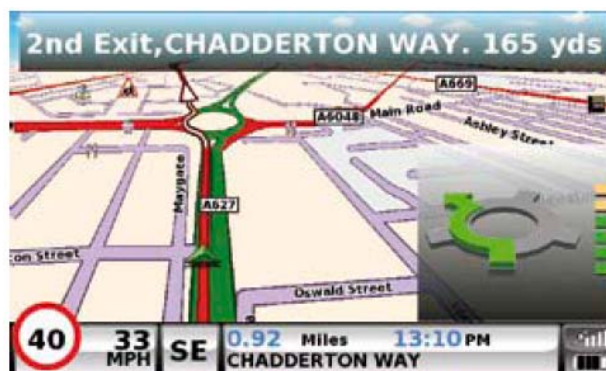 2nd Exit,CHADDERTON WAY. 165 yds
A669
A6048
Main Road
Ashley Street
Maygate
A627
ton Street
Oswald Street
40
33
MPH
SE
0.92 Miles 13:10 PM
CHADDERTON WAY